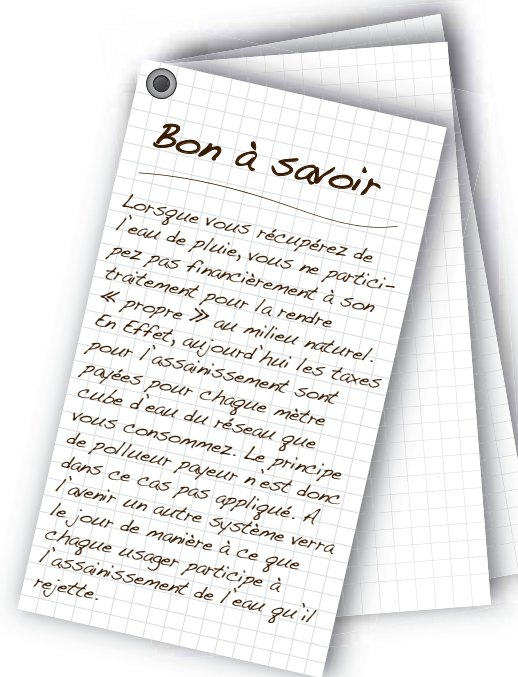 Bon à savoir
Lorsque vous récupérez de
l'eau de pluie, vous ne partici-
pez pas financièrement à son
traitement pour la rendre
« propre » au milieu naturel.
En Effet, aujourd'hui les taxes
pour l'assainissement sont
payées pour chaque mètre
cube d'eau du réseau que
vous consommez. Le principe
de pollueur payeur n'est donc
dans ce cas pas appliqué. A
l'avenir un autre système verra
le jour de manière à ce que
chaque usager participe à
l'assainissement de l'eau qu'il
rejette.